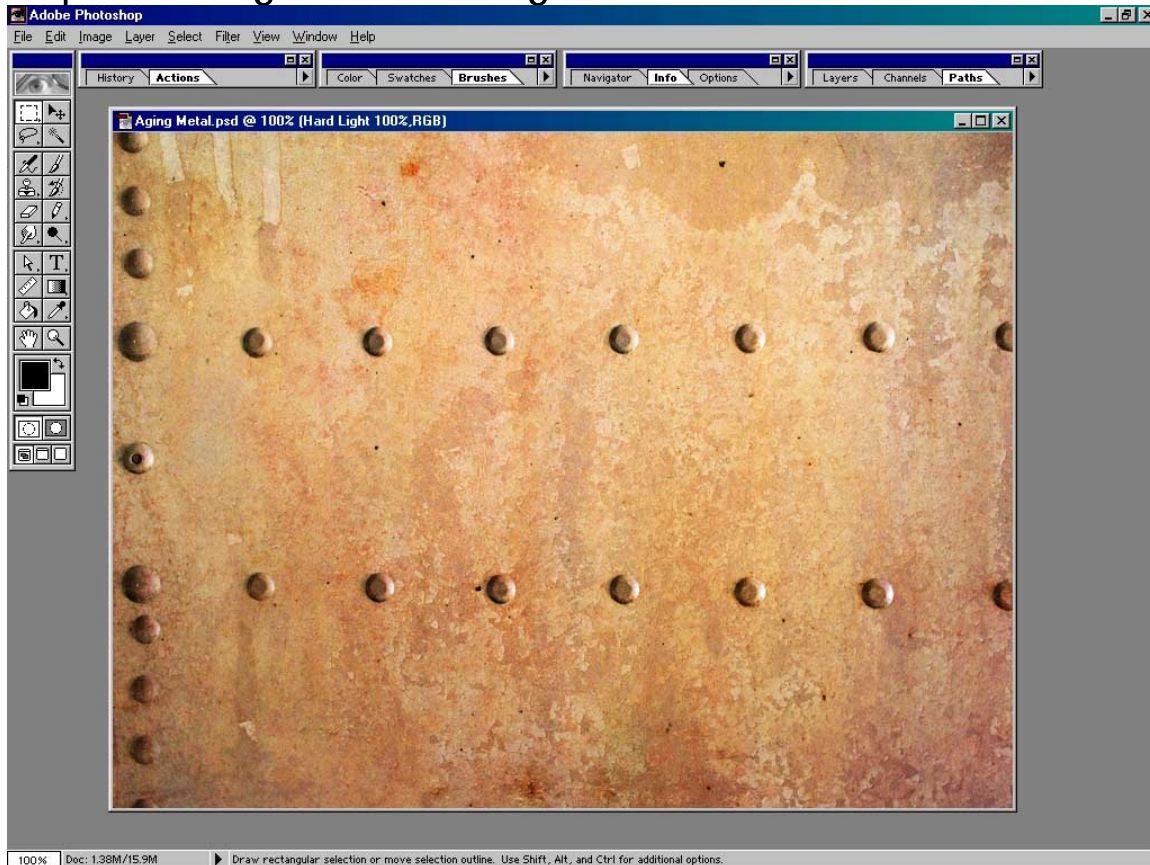 Adobe Photoshop
File Edit Image Layer Select Filter View Window Help
History Actions Color Swatches Brushes Navigator Info Options Layers Channels Paths
Aging Metal.psd @ 100% (Hard Light 100%,RGB)
T
100% Doc: 1.38M/15.9M Draw rectangular selection or move selection outline. Use Shift, Alt, and Ctrl for additional options.